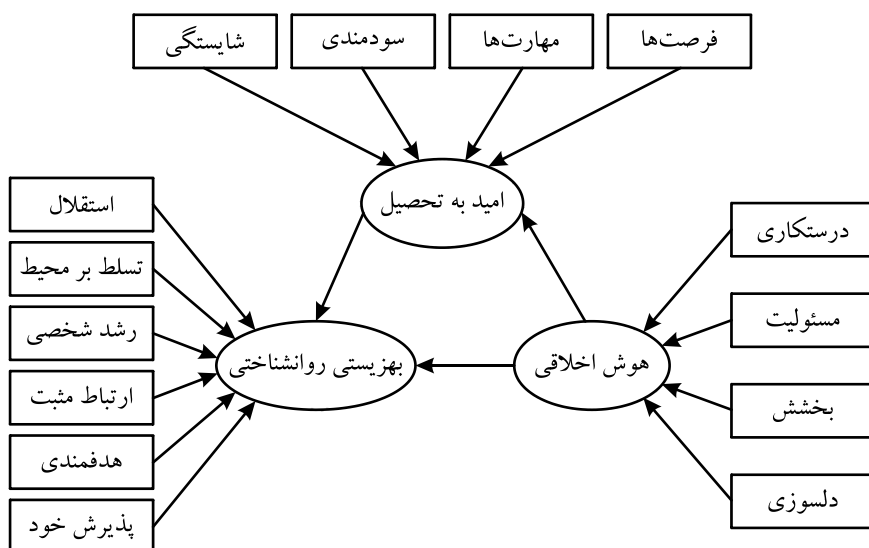 فرصت‌ها
مهارت‌ها
سودمندی
شایستگی
امید به تحصیل
درستکاری
مسئولیت
بخشش
دلسوزی
هوش اخلاقی
بهزیستی روانشناختی
استقلال
تسلط بر محیط
رشد شخصی
ارتباط مثبت
هدفمندی
پذیرش خود